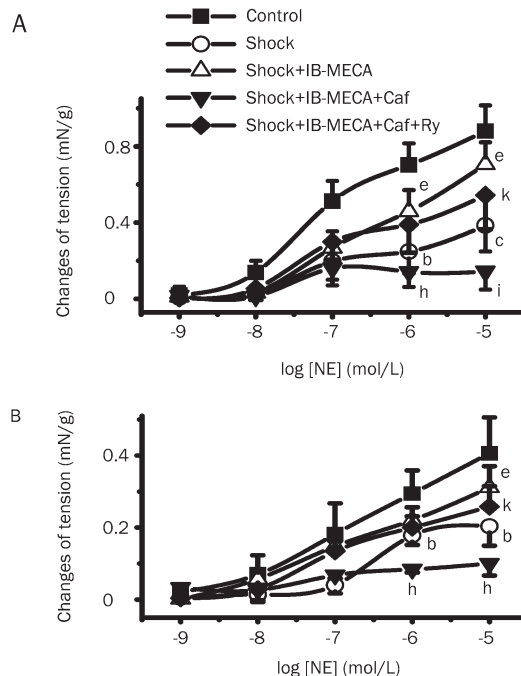 A
Control
Shock
Shock+IB-MECA
Shock+IB-MECA+Caf
Shock+IB-MECA+Caf+Ry
Changes of tension (mN/g)
0.8
0.4
0
e
e
k
c
b
h
i
-9 -8 -7 -6 -5
log [NE] (mol/L)
B
Changes of tension (mN/g)
0.4
0.2
0
e
k
b
b
h
h
-9 -8 -7 -6 -5
log [NE] (mol/L)